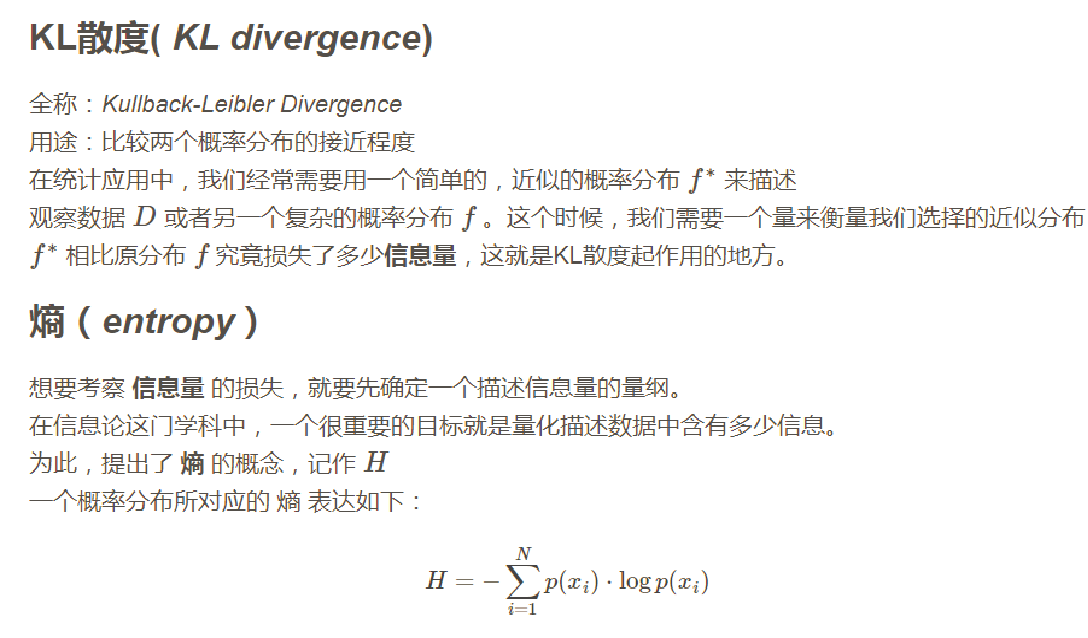 KL散度( KL divergence)
全称：Kullback-Leibler Divergence
用途：比较两个概率分布的接近程度
在统计应用中，我们经常需要用一个简单的，近似的概率分布 f* 来描述
观察数据 D 或者另一个复杂的概率分布 f 。这个时候，我们需要一个量来衡量我们选择的近似分布
f* 相比原分布 f 究竟损失了多少信息量，这就是KL散度起作用的地方。
熵（entropy）
想要考察 信息量 的损失，就要先确定一个描述信息量的量纲。
在信息论这门学科中，一个很重要的目标就是量化描述数据中含有多少信息。
为此，提出了 熵 的概念，记作 H
一个概率分布所对应的 熵 表达如下：
H = −∑_{i=1}^{N} p(x_i) · log p(x_i)